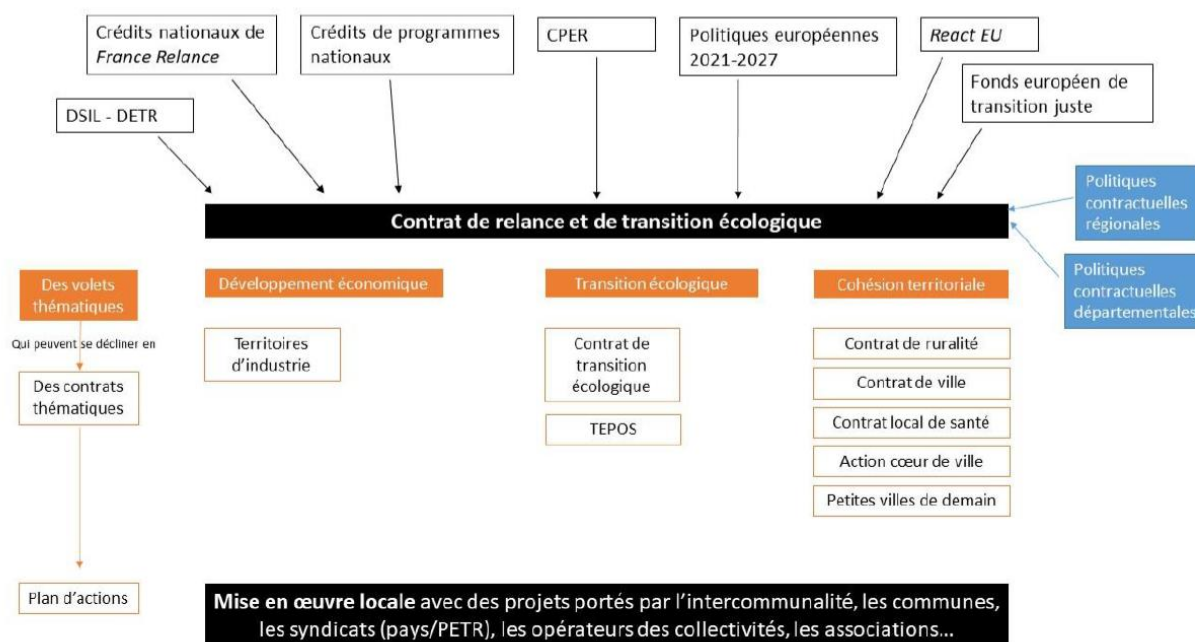 Crédits nationaux de
France Relance
Crédits de programmes
nationaux
CPER
Politiques européennes
2021-2027
React EU
DSIL - DETR
Fonds européen de
transition juste
Politiques
contractuelles
régionales
Contrat de relance et de transition écologique
Politiques
contractuelles
départementales
Des volets
thématiques
Développement économique
Transition écologique
Cohésion territoriale
Qui peuvent se décliner en
Des contrats
thématiques
Plan d’actions
Territoires
d’industrie
Contrat de
transition
écologique
TEPOS
Contrat de ruralité
Contrat de ville
Contrat local de santé
Action cœur de ville
Petites villes de demain
Mise en œuvre locale avec des projets portés par l’intercommunalité, les communes,
les syndicats (pays/PETR), les opérateurs des collectivités, les associations...